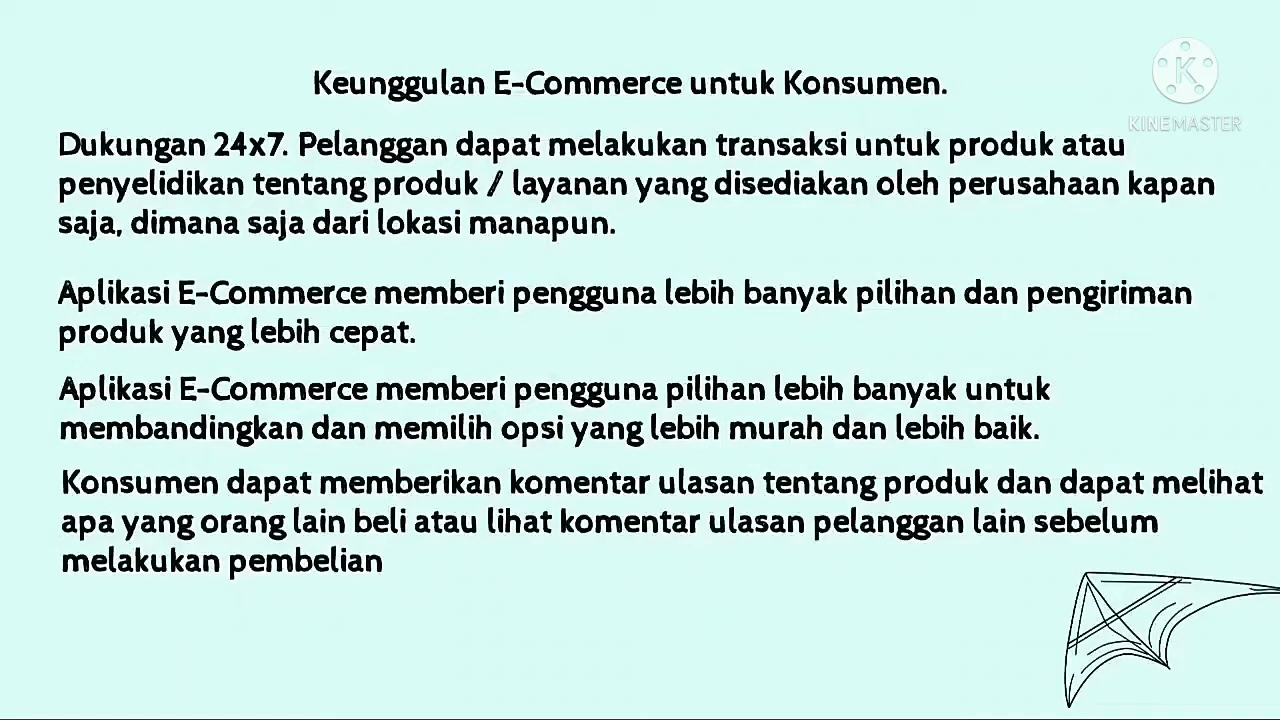 Keunggulan E-Commerce untuk Konsumen.
K
KINEMASTER
Dukungan 24x7. Pelanggan dapat melakukan transaksi untuk produk atau
penyelidikan tentang produk / layanan yang disediakan oleh perusahaan kapan
saja, dimana saja dari lokasi manapun.
Aplikasi E-Commerce memberi pengguna lebih banyak pilihan dan pengiriman
produk yang lebih cepat.
Aplikasi E-Commerce memberi pengguna pilihan lebih banyak untuk
membandingkan dan memilih opsi yang lebih murah dan lebih baik.
Konsumen dapat memberikan komentar ulasan tentang produk dan dapat melihat
apa yang orang lain beli atau lihat komentar ulasan pelanggan lain sebelum
melakukan pembelian